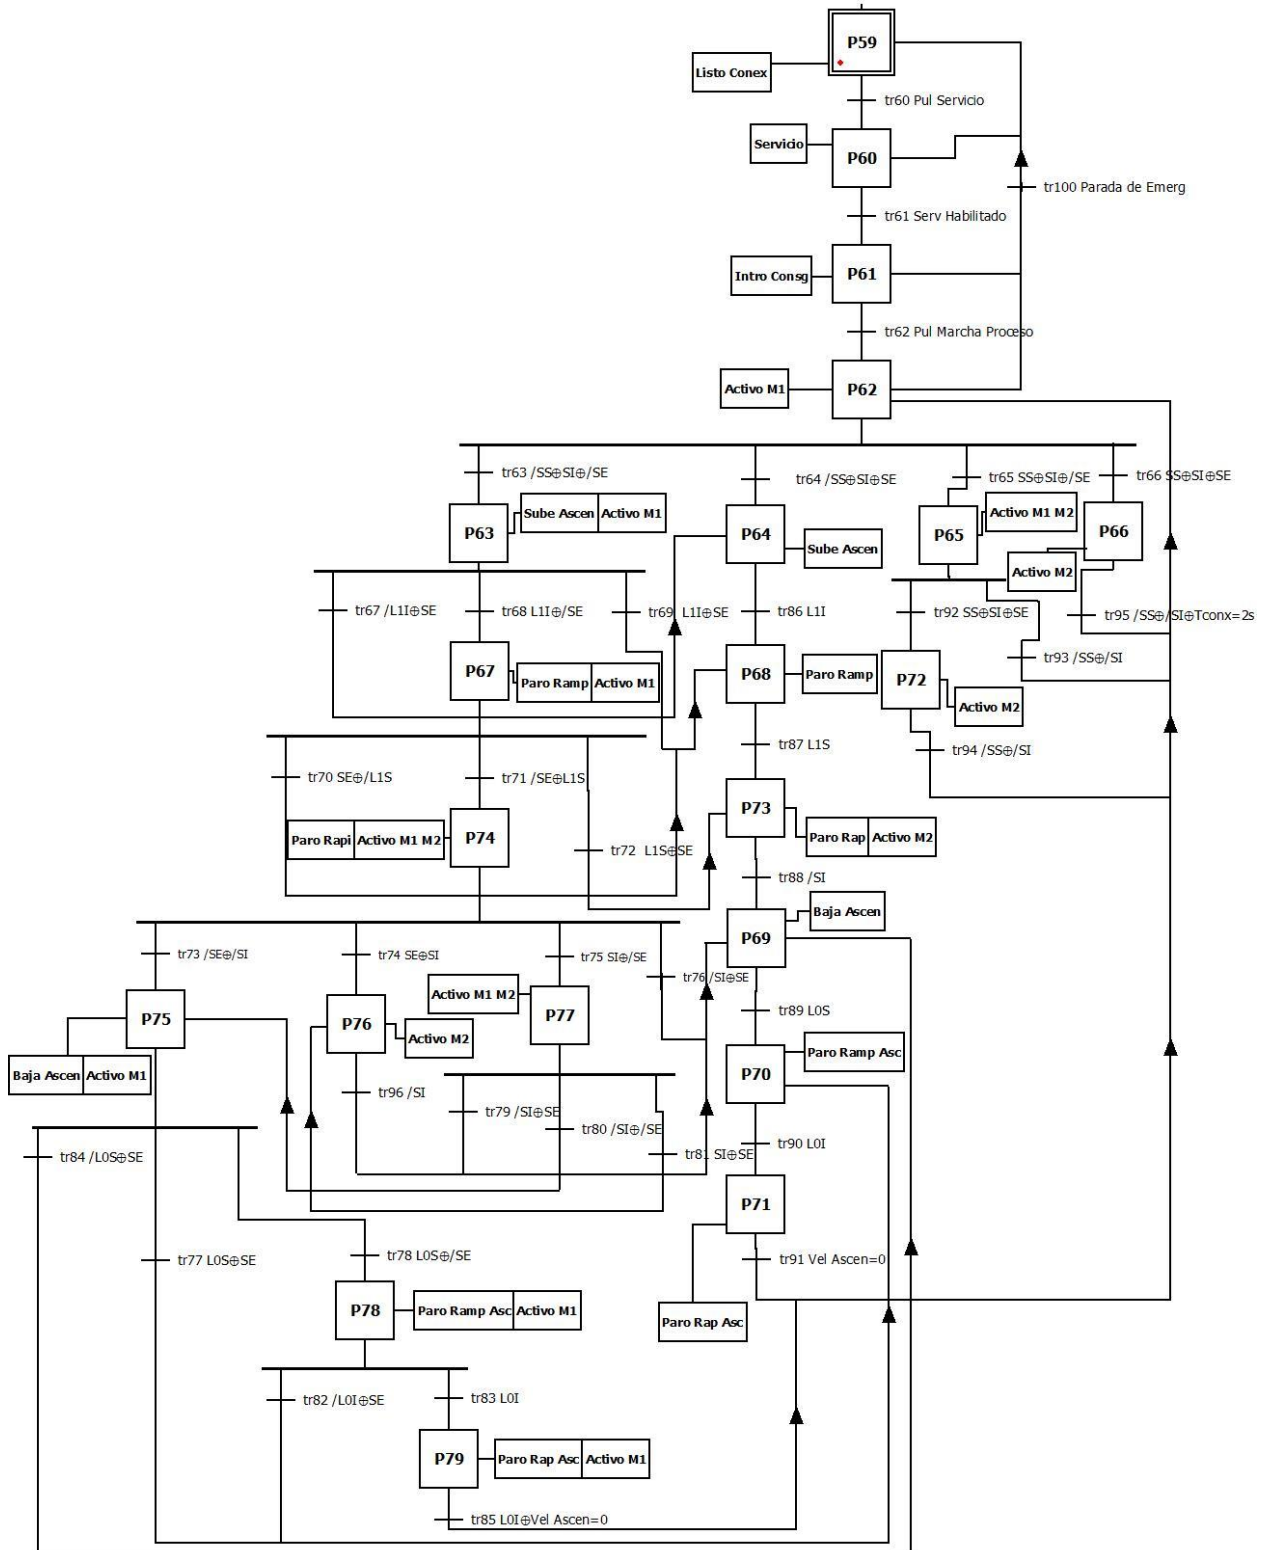 P59
Listo Conex
tr60 Pul Servicio
Servicio
P60
tr100 Parada de Emerg
tr61 Serv Habilitado
P61
Intro Consg
tr62 Pul Marcha Proceso
P62
Activo M1
tr63 /SS⊕SI⊕/SE
tr64 /SS⊕SI⊕SE
tr65 SS⊕SI⊕/SE
tr66 SS⊕SI⊕SE
Sube Ascen Activo M1
Activo M1 M2
P63
P64
P65
P66
Sube Ascen
Activo M2
tr67 /L1I⊕SE
tr68 L1I⊕/SE
tr69 L1I⊕SE
tr86 L1I
tr92 SS⊕SI⊕SE
tr95 /SS⊕/SI⊕Tconx=2s
tr93 /SS⊕/SI
P67
Paro Ramp Activo M1
P68
Paro Ramp
P72
Activo M2
tr87 L1S
tr94 /SS⊕/SI
tr70 SE⊕/L1S
tr71 /SE⊕L1S
P73
Paro Rapi Activo M1 M2
P74
tr72 L1S⊕SE
Paro Rap Activo M2
tr88 /SI
Baja Ascen
P69
tr73 /SE⊕/SI
tr74 SE⊕SI
tr75 SI⊕/SE
tr76 /SI⊕SE
Activo M1 M2
P75
P76
P77
tr89 L0S
Activo M2
Paro Ramp Asc
Baja Ascen Activo M1
P70
tr96 /SI
tr79 /SI⊕SE
tr80 /SI⊕/SE
tr90 L0I
tr84 /L0S⊕SE
tr81 SI⊕SE
P71
tr77 L0S⊕SE
tr78 L0S⊕/SE
tr91 Vel Ascen=0
P78
Paro Ramp Asc Activo M1
Paro Rap Asc
tr82 /L0I⊕SE
tr83 L0I
P79
Paro Rap Asc Activo M1
tr85 L0I⊕Vel Ascen=0